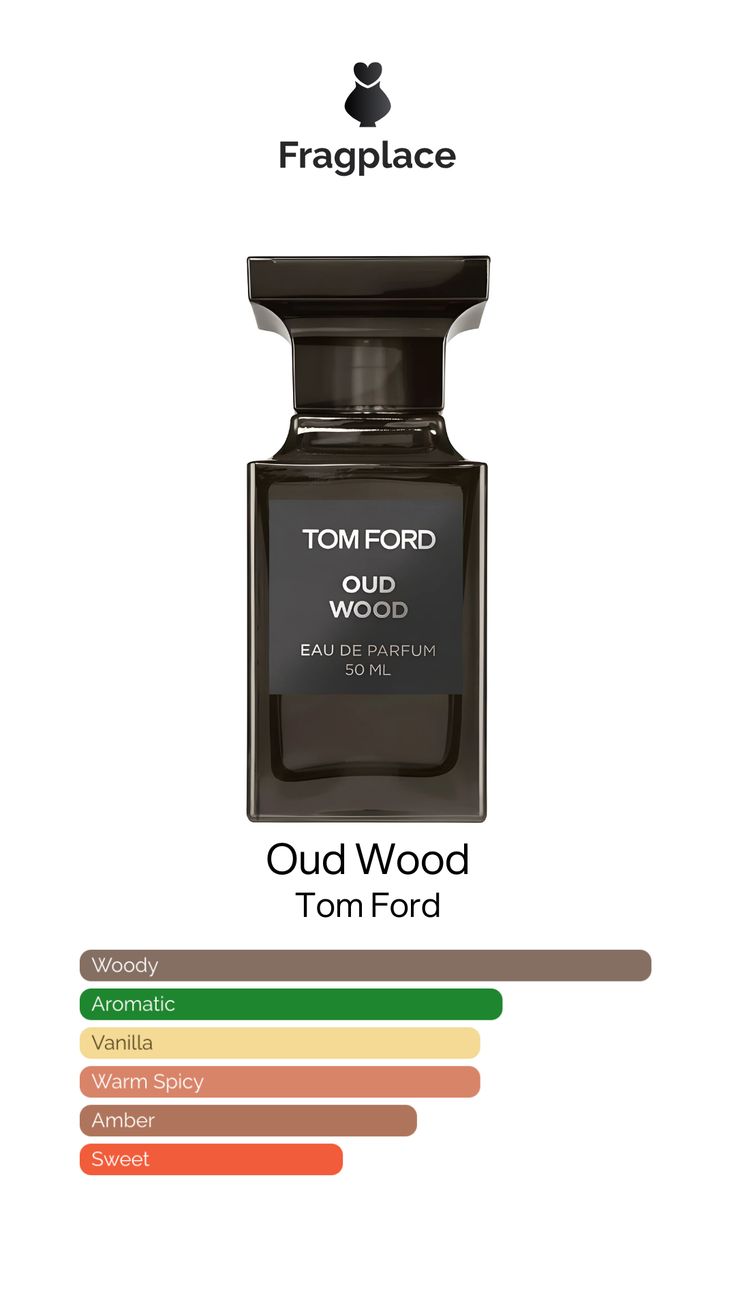 Fragplace
TOM FORD
OUD
WOOD
EAU DE PARFUM
50 ML
Oud Wood
Tom Ford
Woody
Aromatic
Vanilla
Warm Spicy
Amber
Sweet